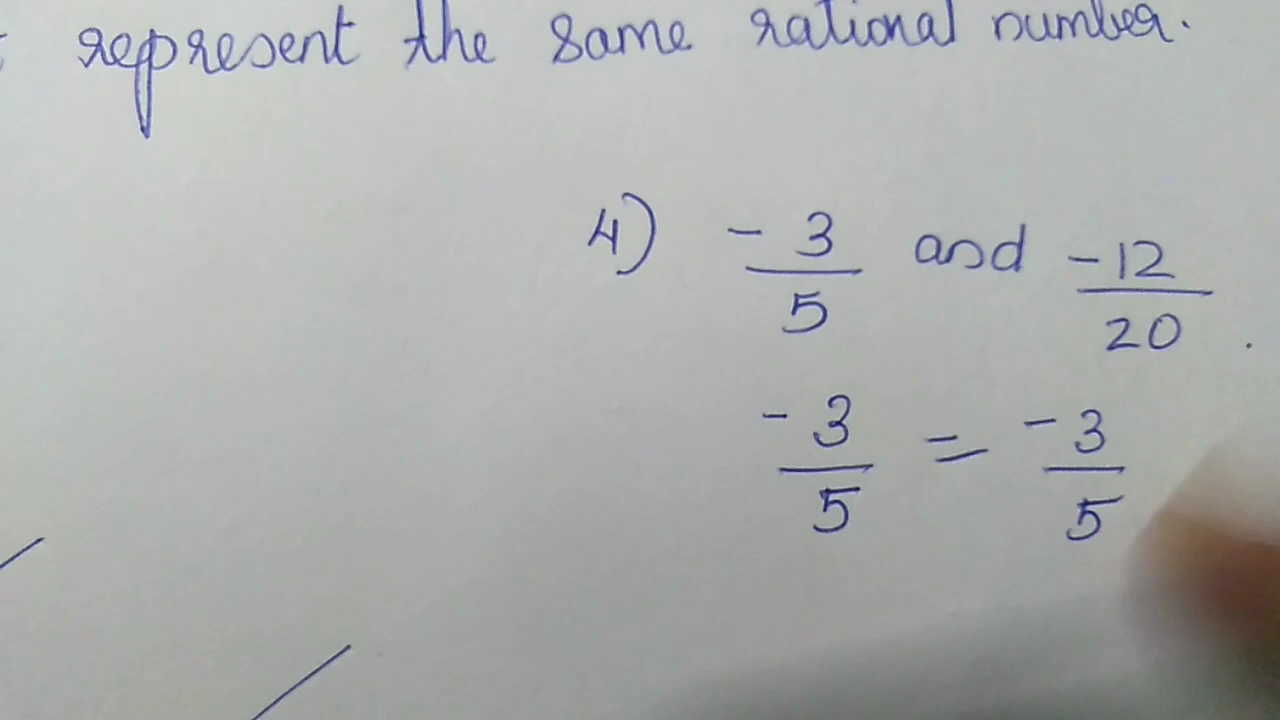 represent the same rational number.
4) -3/5 and -12/20.
-3/5 = -3/5